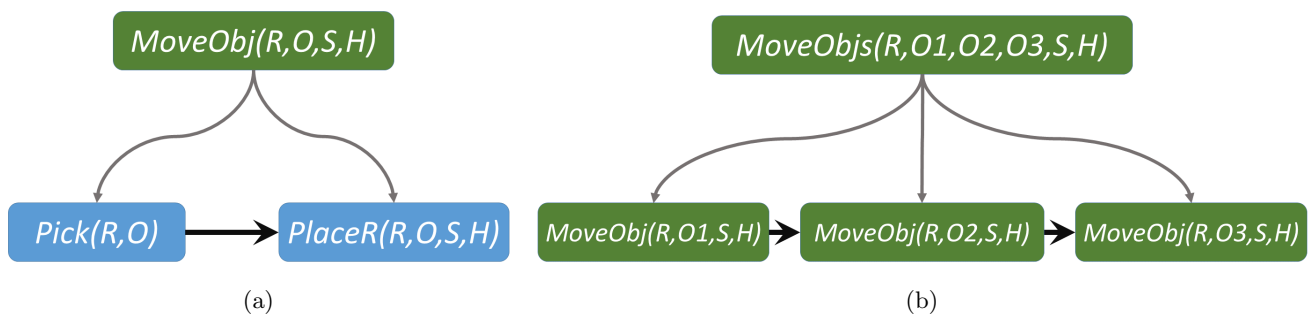 MoveObj(R,O,S,H)
Pick(R,O)
PlaceR(R,O,S,H)
(a)
MoveObjs(R,O1,O2,O3,S,H)
MoveObj(R,O1,S,H)
MoveObj(R,O2,S,H)
MoveObj(R,O3,S,H)
(b)